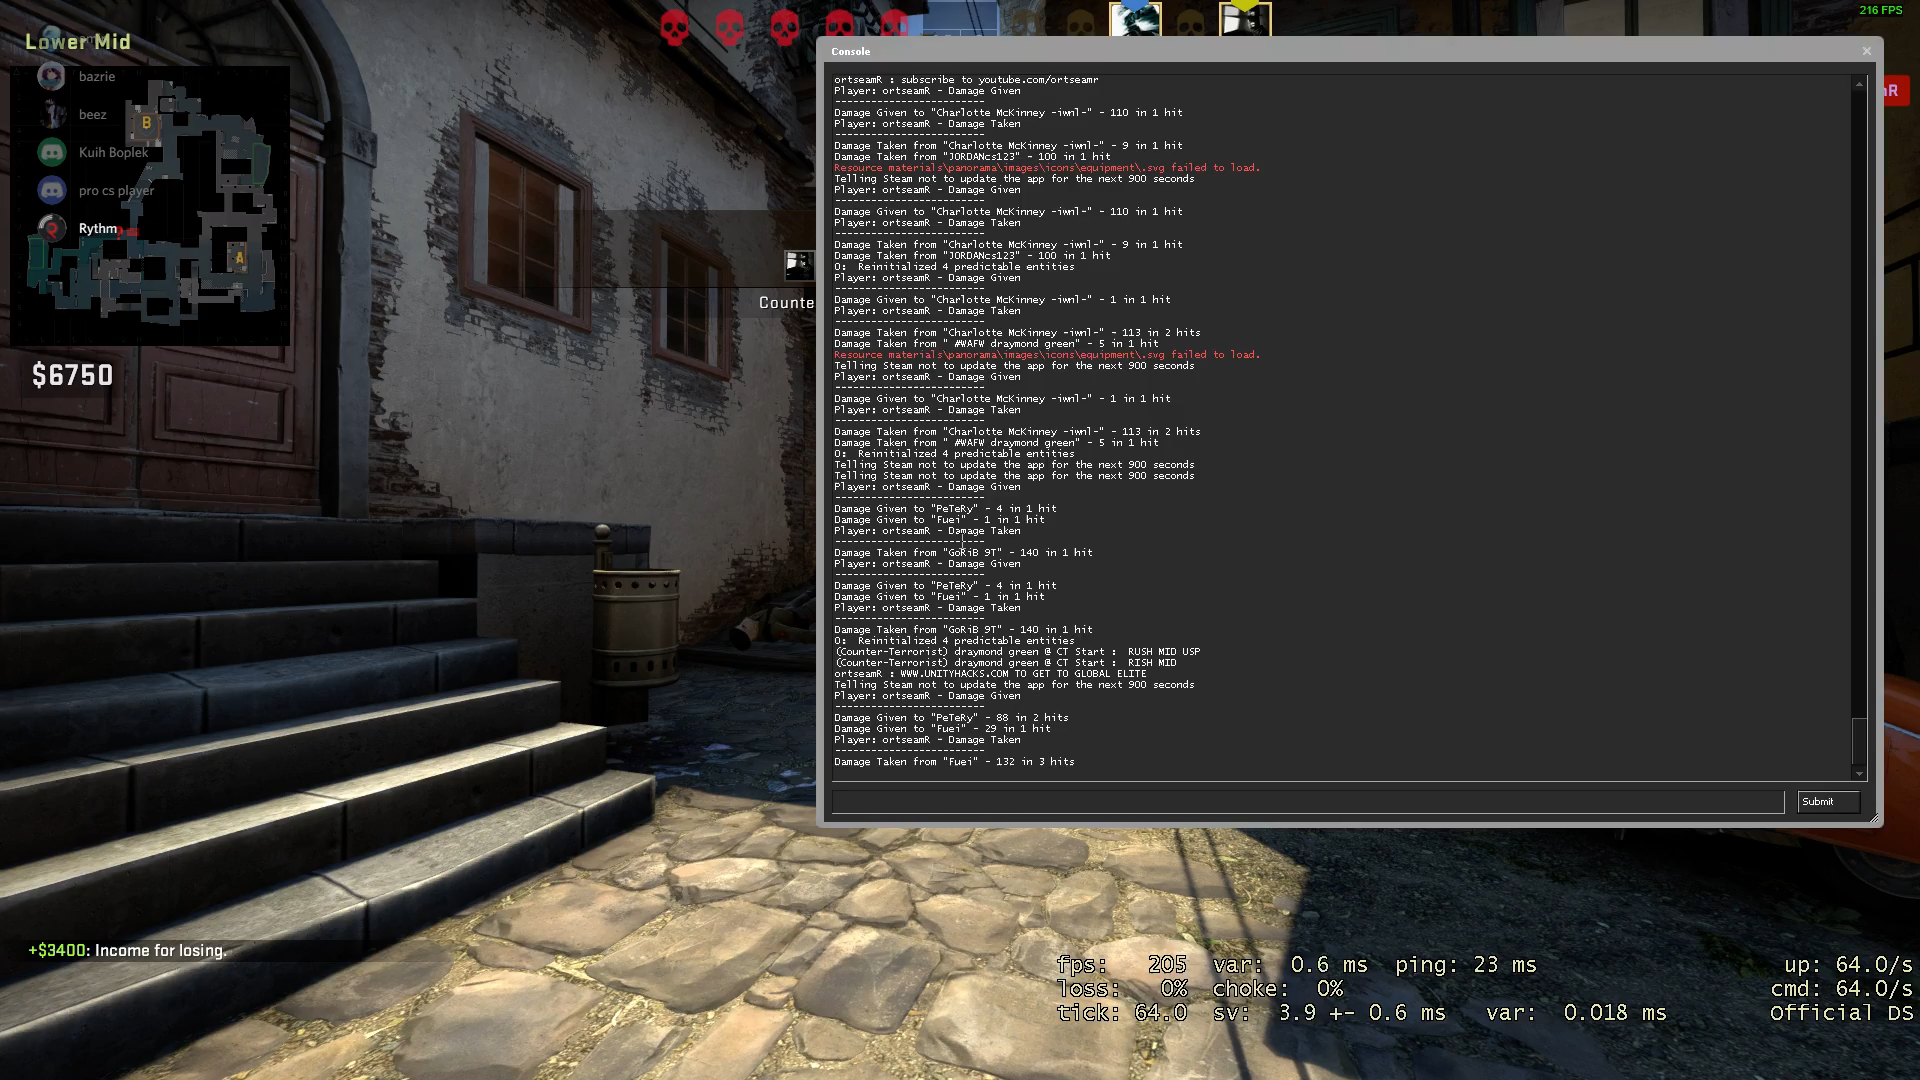 216 FPS
Lower Mid
bazrie
beez
Kuih Boplek
pro cs player
Rythm
B
A
$6750
Counte
nR
Console
ortseamR : subscribe to youtube.com/ortseamr
Player: ortseamR - Damage Given
-------------------------
Damage Given to "Charlotte McKinney -iwnl-" - 110 in 1 hit
Player: ortseamR - Damage Taken
-------------------------
Damage Taken from "Charlotte McKinney -iwnl-" - 9 in 1 hit
Damage Taken from "JORDANcs123" - 100 in 1 hit
Resource materials\panorama\images\icons\equipment\.svg failed to load.
Telling Steam not to update the app for the next 900 seconds
Player: ortseamR - Damage Given
-------------------------
Damage Given to "Charlotte McKinney -iwnl-" - 110 in 1 hit
Player: ortseamR - Damage Taken
-------------------------
Damage Taken from "Charlotte McKinney -iwnl-" - 9 in 1 hit
Damage Taken from "JORDANcs123" - 100 in 1 hit
0:  Reinitialized 4 predictable entities
Player: ortseamR - Damage Given
-------------------------
Damage Given to "Charlotte McKinney -iwnl-" - 1 in 1 hit
Player: ortseamR - Damage Taken
-------------------------
Damage Taken from "Charlotte McKinney -iwnl-" - 113 in 2 hits
Damage Taken from " #WAFW draymond green" - 5 in 1 hit
Resource materials\panorama\images\icons\equipment\.svg failed to load.
Telling Steam not to update the app for the next 900 seconds
Player: ortseamR - Damage Given
-------------------------
Damage Given to "Charlotte McKinney -iwnl-" - 1 in 1 hit
Player: ortseamR - Damage Taken
-------------------------
Damage Taken from "Charlotte McKinney -iwnl-" - 113 in 2 hits
Damage Taken from " #WAFW draymond green" - 5 in 1 hit
0:  Reinitialized 4 predictable entities
Telling Steam not to update the app for the next 900 seconds
Telling Steam not to update the app for the next 900 seconds
Player: ortseamR - Damage Given
-------------------------
Damage Given to "PeTeRy" - 4 in 1 hit
Damage Given to "Fuei" - 1 in 1 hit
Player: ortseamR - Damage Taken
-------------------------
Damage Taken from "GoRiB 9T" - 140 in 1 hit
Player: ortseamR - Damage Given
-------------------------
Damage Given to "PeTeRy" - 4 in 1 hit
Damage Given to "Fuei" - 1 in 1 hit
Player: ortseamR - Damage Taken
-------------------------
Damage Taken from "GoRiB 9T" - 140 in 1 hit
0:  Reinitialized 4 predictable entities
(Counter-Terrorist) draymond green @ CT Start :  RUSH MID USP
(Counter-Terrorist) draymond green @ CT Start :  RISH MID
ortseamR : WWW.UNITYHACKS.COM TO GET TO GLOBAL ELITE
Telling Steam not to update the app for the next 900 seconds
Player: ortseamR - Damage Given
-------------------------
Damage Given to "PeTeRy" - 88 in 2 hits
Damage Given to "Fuei" - 29 in 1 hit
Player: ortseamR - Damage Taken
-------------------------
Damage Taken from "Fuei" - 132 in 3 hits
Submit
+$3400: Income for losing.
fps: 205 var: 0.6 ms ping: 23 ms
loss: 0% choke: 0%
tick: 64.0 sv: 3.9 +- 0.6 ms var: 0.018 ms
up: 64.0/s
cmd: 64.0/s
Official DS